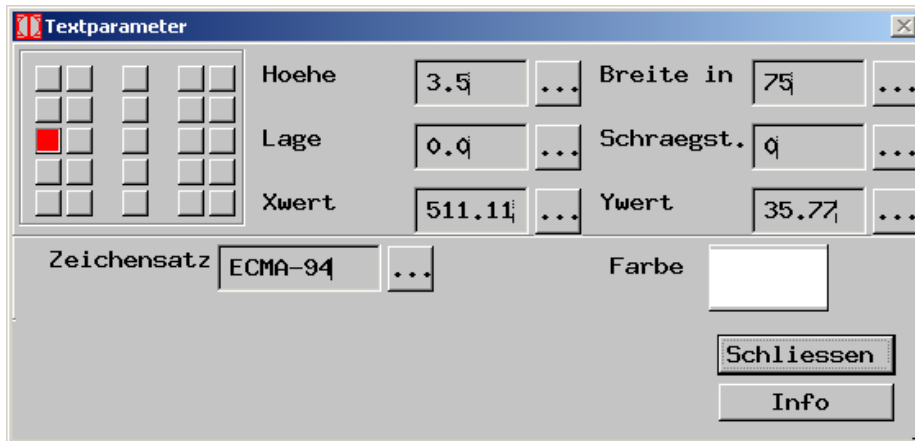 Textparameter
Hoehe 3.5 ... Breite in 75 ...
Lage 0.0 ... Schraegst. 0 ...
Xwert 511.11 ... Ywert 35.77 ...
Zeichensatz ECMA-94 ... Farbe
Schliessen
Info